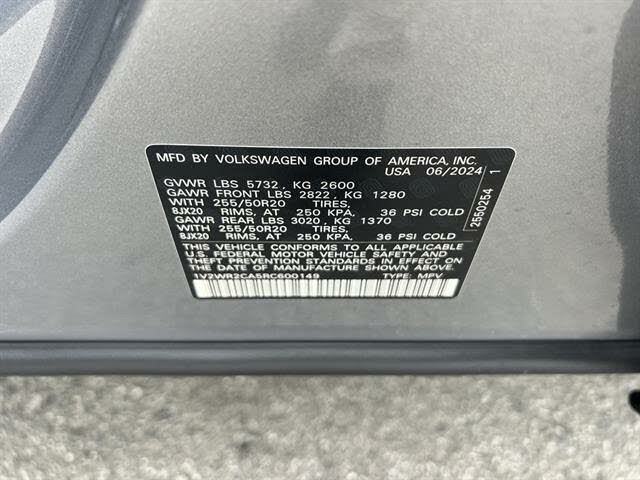 MFD BY VOLKSWAGEN GROUP OF AMERICA, INC.
USA 06/2024
GVWR LBS 5732, KG 2600
GAWR FRONT LBS 2822, KG 1280
WITH 255/50R20 TIRES,
8JX20 RIMS, AT 250 KPA, 36 PSI COLD
GAWR REAR LBS 3020, KG 1370
WITH 255/50R20 TIRES,
8JX20 RIMS, AT 250 KPA, 36 PSI COLD
THIS VEHICLE CONFORMS TO ALL APPLICABLE
U.S. FEDERAL MOTOR VEHICLE SAFETY AND
THEFT PREVENTION STANDARDS IN EFFECT ON
THE DATE OF MANUFACTURE SHOWN ABOVE.
1V2WR2CA5RC600149 TYPE: MPV
2550254 1